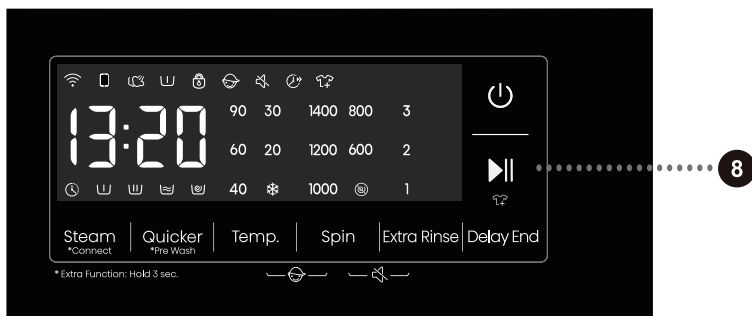 90 30 1400 800 3
13:20
60 20 1200 600 2
8
40 1000 1
Steam Quicker Temp. Spin Extra Rinse Delay End
*Connect *Pre Wash
* Extra Function: Hold 3 sec.